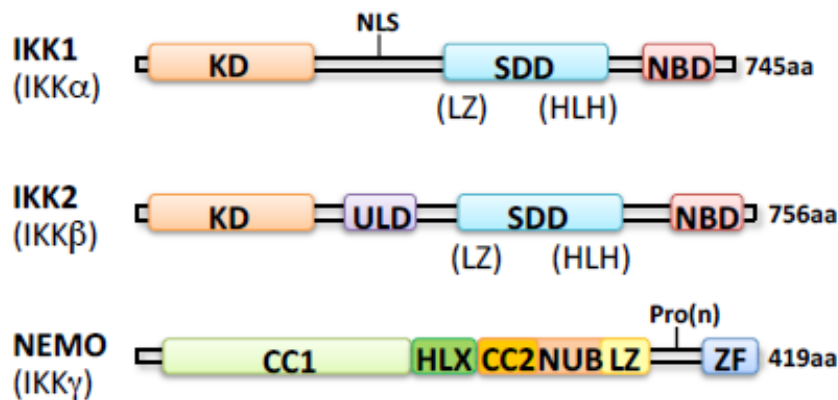 NLS
IKK1 KD SDD NBD 745aa
(IKKα) (LZ) (HLH)
IKK2 KD ULD SDD NBD 756aa
(IKKβ) (LZ) (HLH)
Pro(n)
NEMO CC1 HLX CC2 NUB LZ ZF 419aa
(IKKγ)